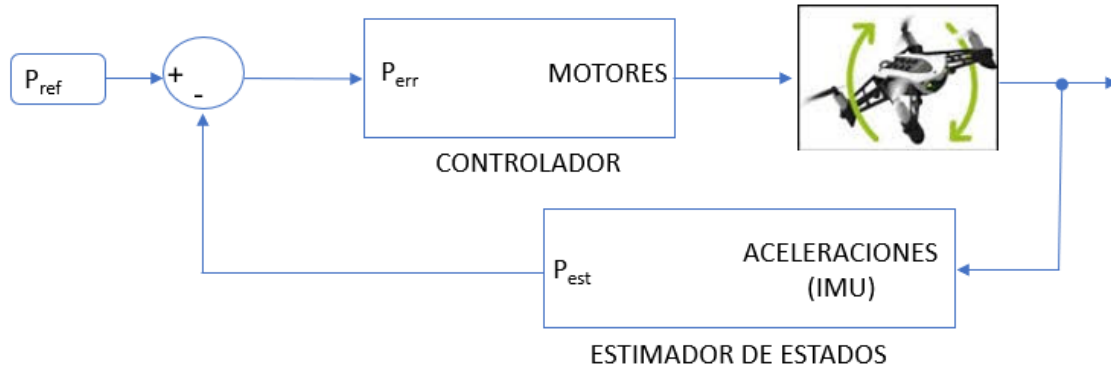 P_ref
+
-
P_err
MOTORES
CONTROLADOR
P_est
ACELERACIONES
(IMU)
ESTIMADOR DE ESTADOS